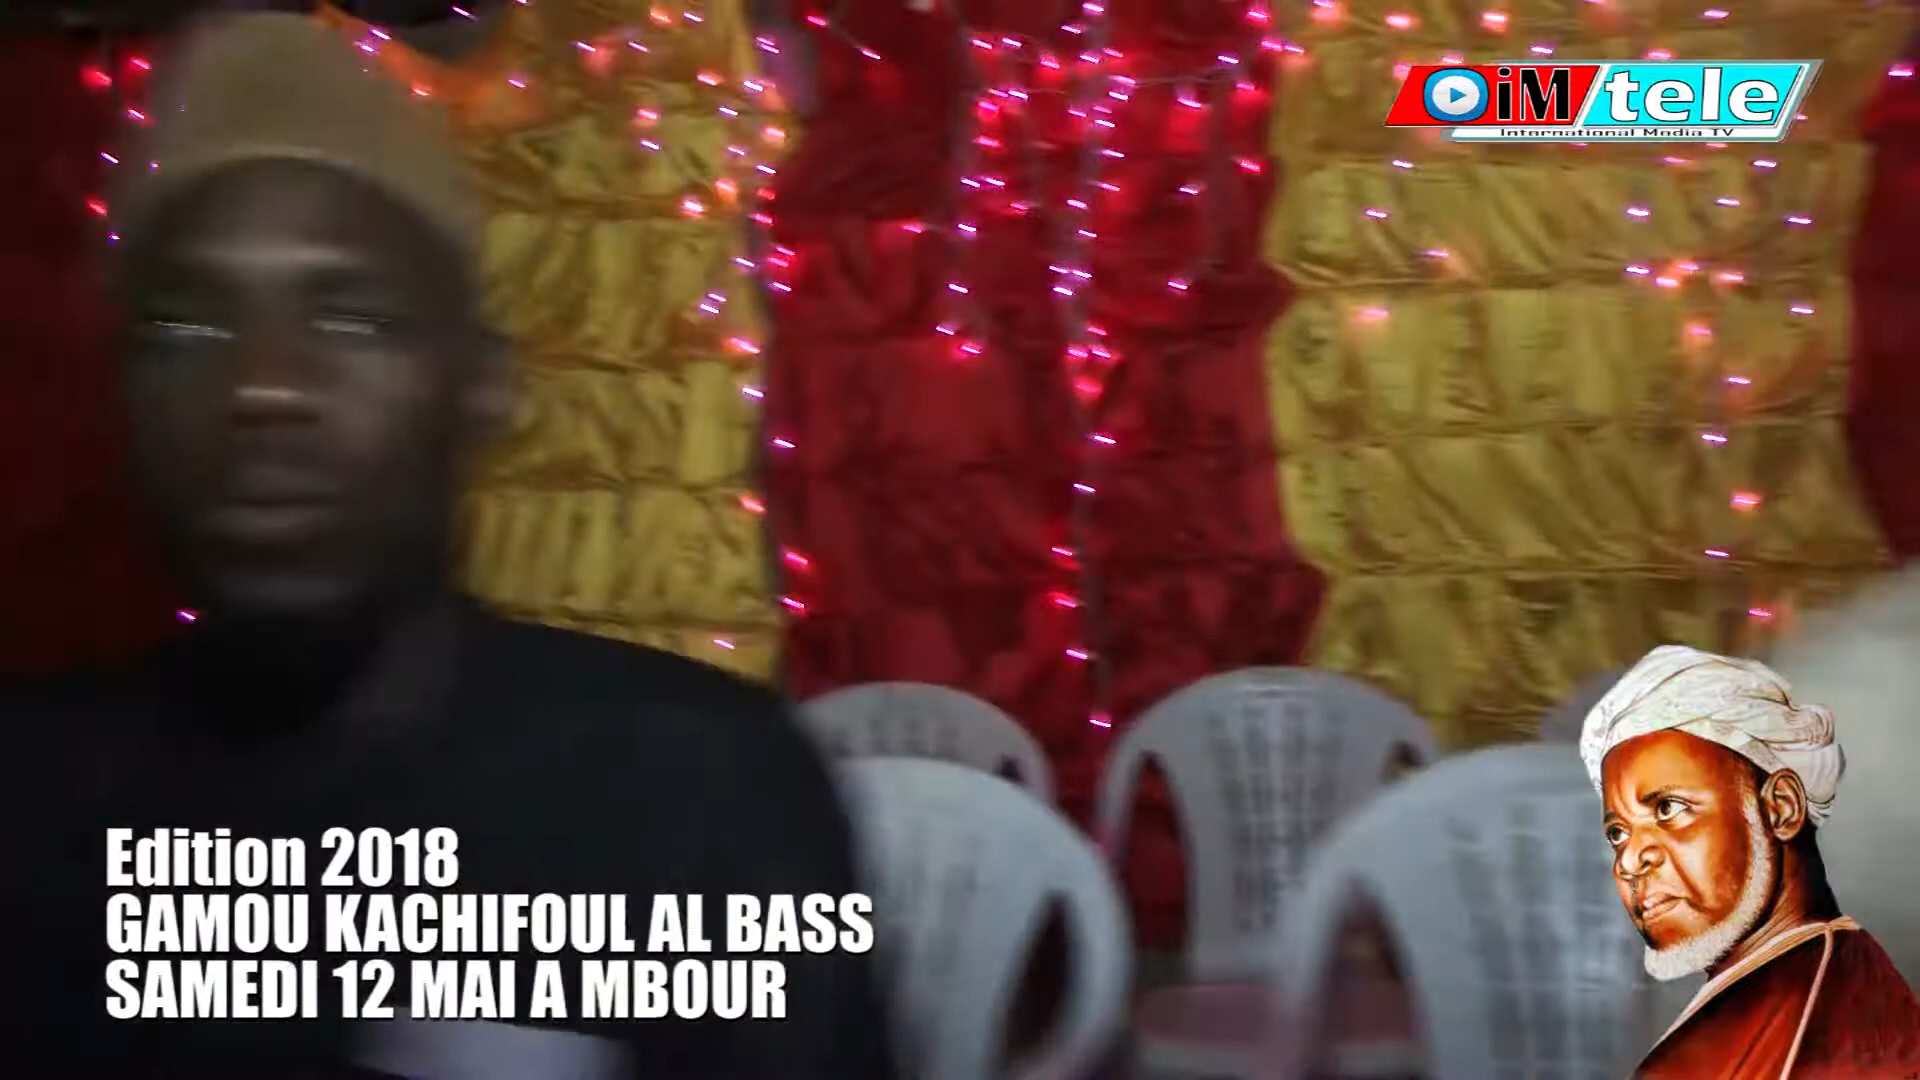 iM tele
International Media TV
Edition 2018
GAMOU KACHIFOUL AL BASS
SAMEDI 12 MAI A MBOUR